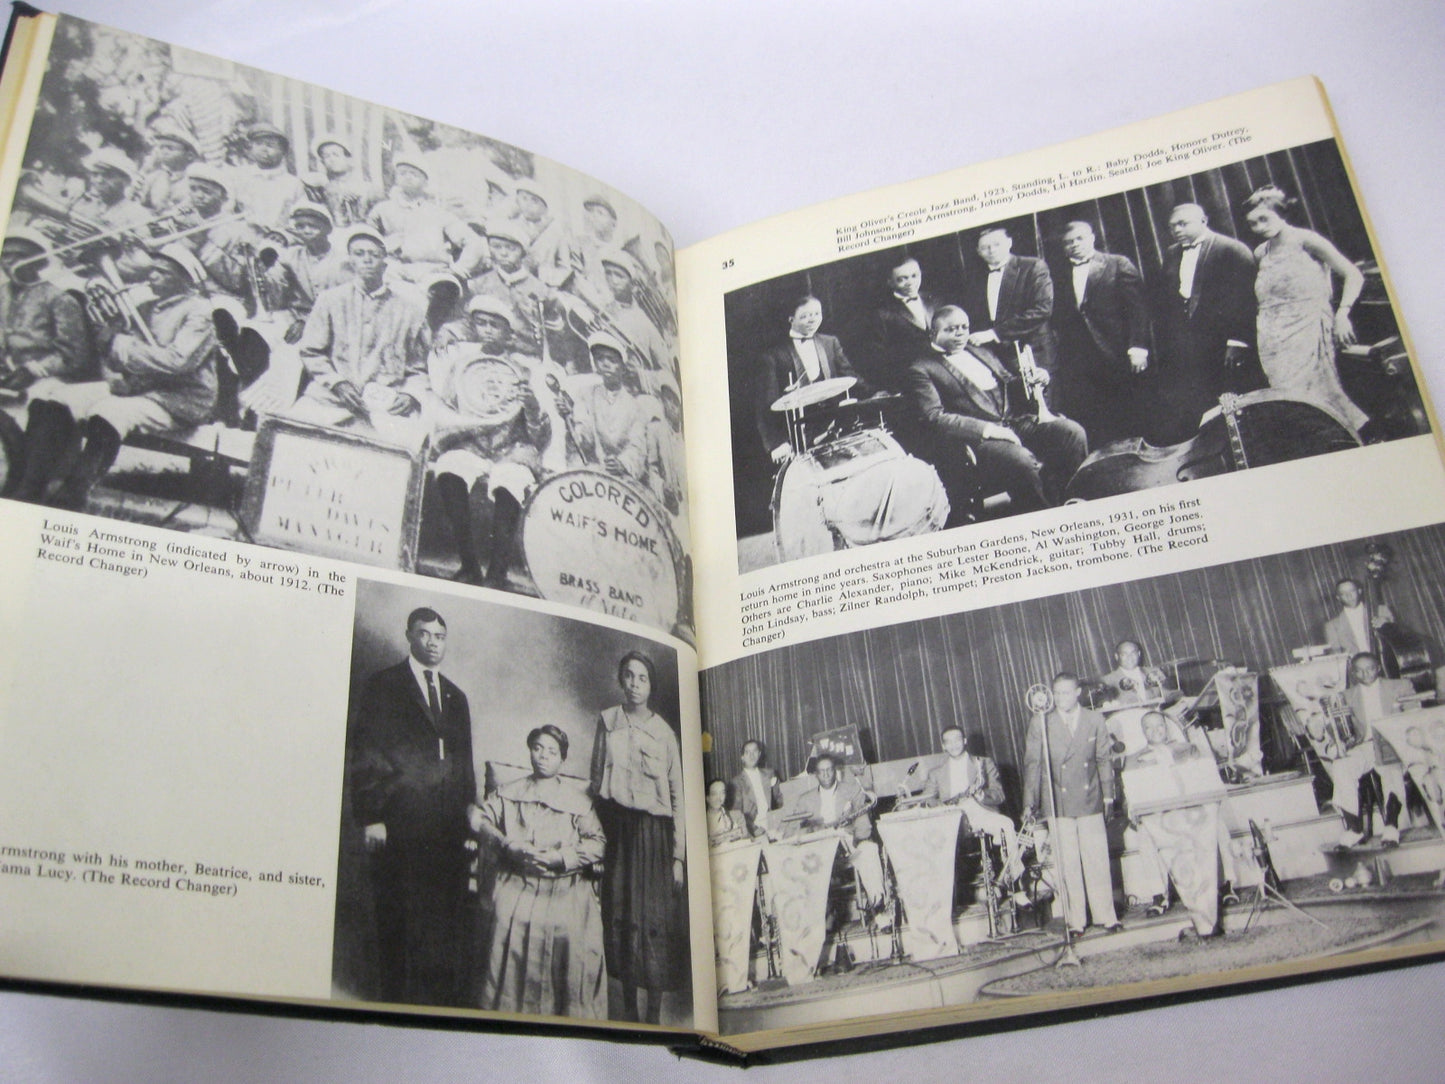 PROF
PETER
DAVIS
MANAGER
COLORED
WAIF'S HOME
BRASS BAND
Louis Armstrong (indicated by arrow) in the
Waif's Home in New Orleans, about 1912. (The
Record Changer)
rmstrong with his mother, Beatrice, and sister,
ama Lucy. (The Record Changer)
35
King Oliver's Creole Jazz Band, 1923. Standing, L. to R.: Baby Dodds, Honore Dutrey,
Bill Johnson, Louis Armstrong, Johnny Dodds, Lil Hardin. Seated: Joe King Oliver. (The
Record Changer)
Louis Armstrong and orchestra at the Suburban Gardens, New Orleans, 1931, on his first
return home in nine years. Saxophones are Lester Boone, Al Washington, George Jones.
Others are Charlie Alexander, piano; Mike McKendrick, guitar; Tubby Hall, drums;
John Lindsay, bass; Zilner Randolph, trumpet; Preston Jackson, trombone. (The Record
Changer)